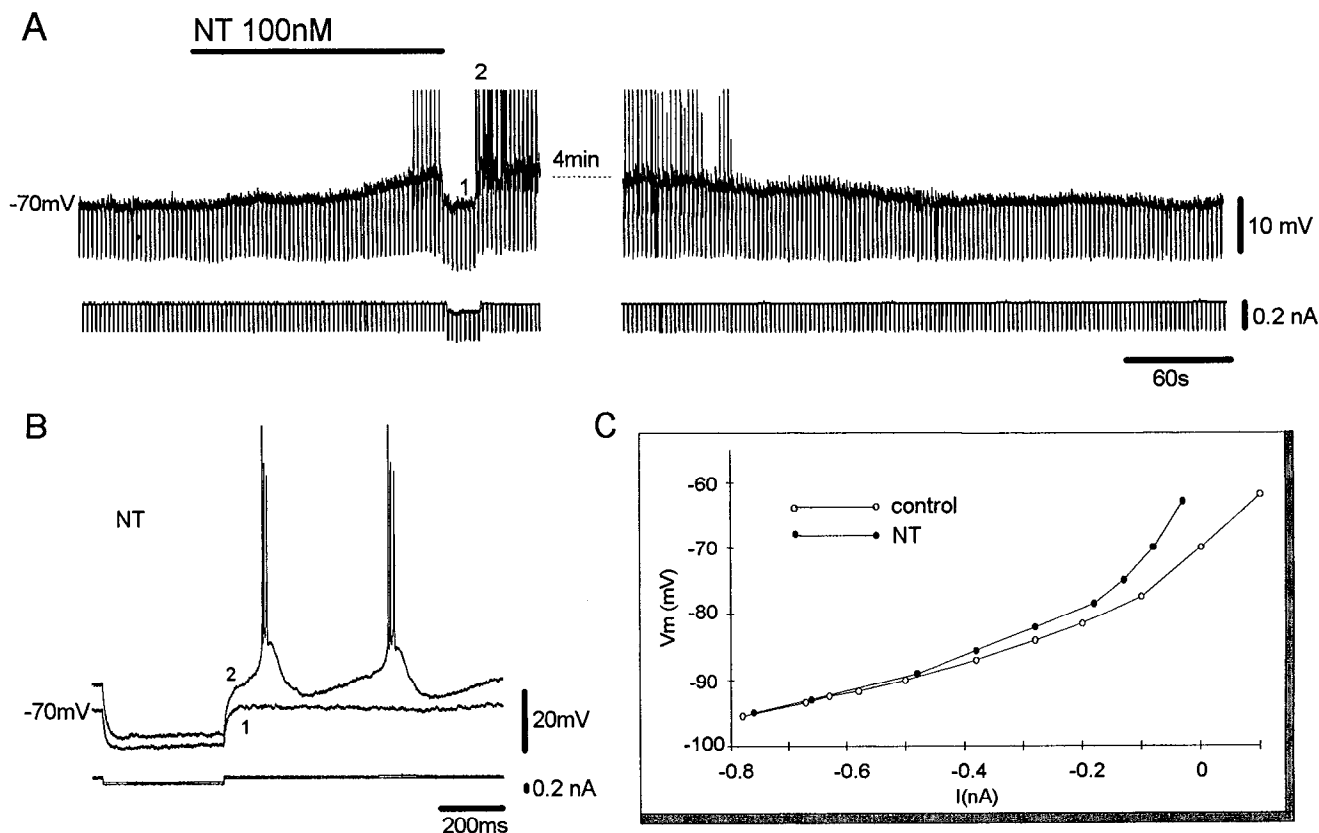 A
NT 100nM
2
4min
1
-70mV
10 mV
0.2 nA
60s
B
NT
2
-70mV
1
20mV
0.2 nA
200ms
C
-60
control
NT
-70
Vm (mV)
-80
-90
-100
-0.8
-0.6
-0.4
-0.2
0
I(nA)